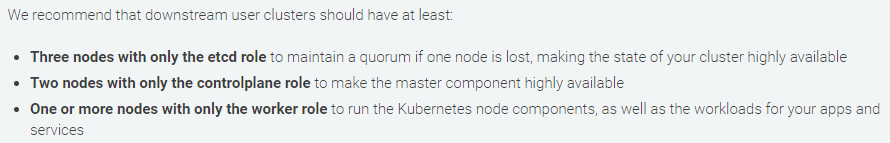 We recommend that downstream user clusters should have at least:
• Three nodes with only the etcd role to maintain a quorum if one node is lost, making the state of your cluster highly available
• Two nodes with only the controlplane role to make the master component highly available
• One or more nodes with only the worker role to run the Kubernetes node components, as well as the workloads for your apps and
services